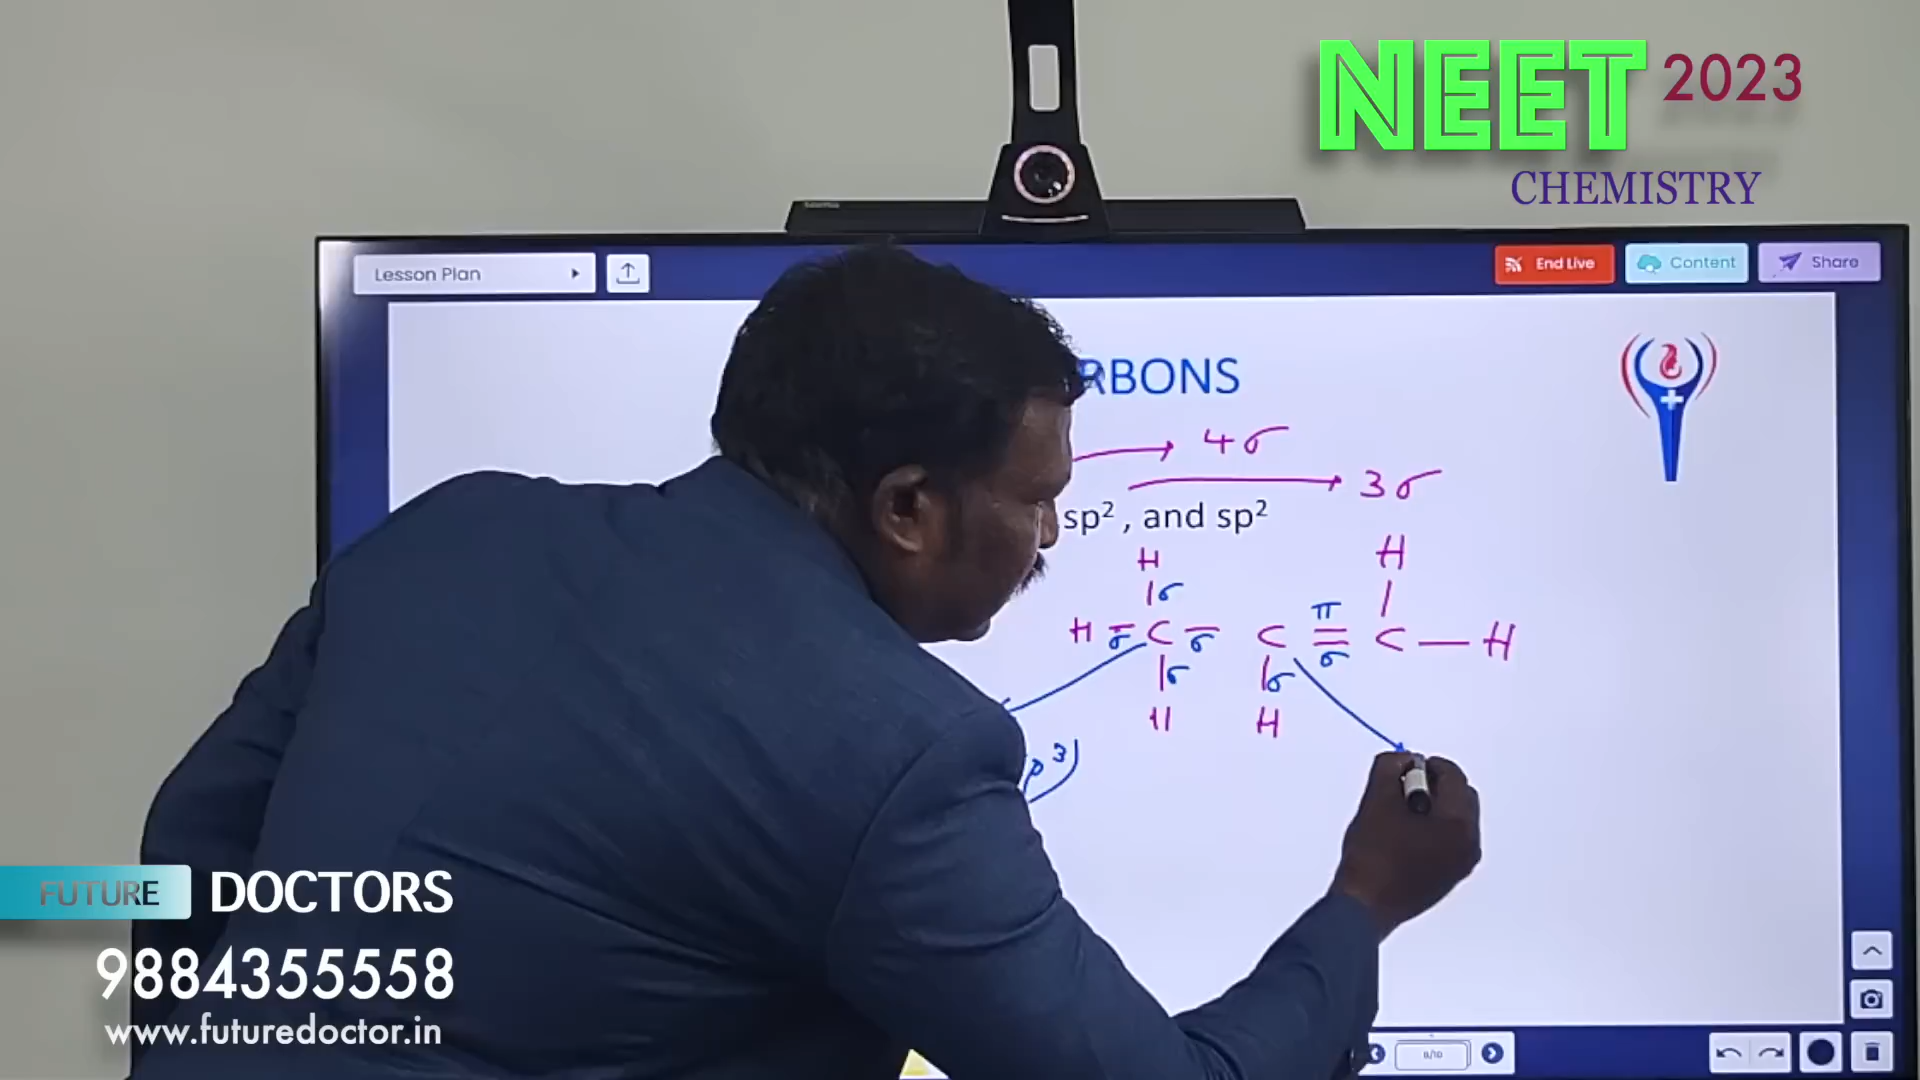 NEET 2023
CHEMISTRY
Lesson Plan
End Live
Content
Share
RBONS
4σ
3σ
sp², and sp²
H H
σ π
H σ C σ C σ C H
σ σ
H H
p³)
FUTURE DOCTORS
9884355558
www.futuredoctor.in